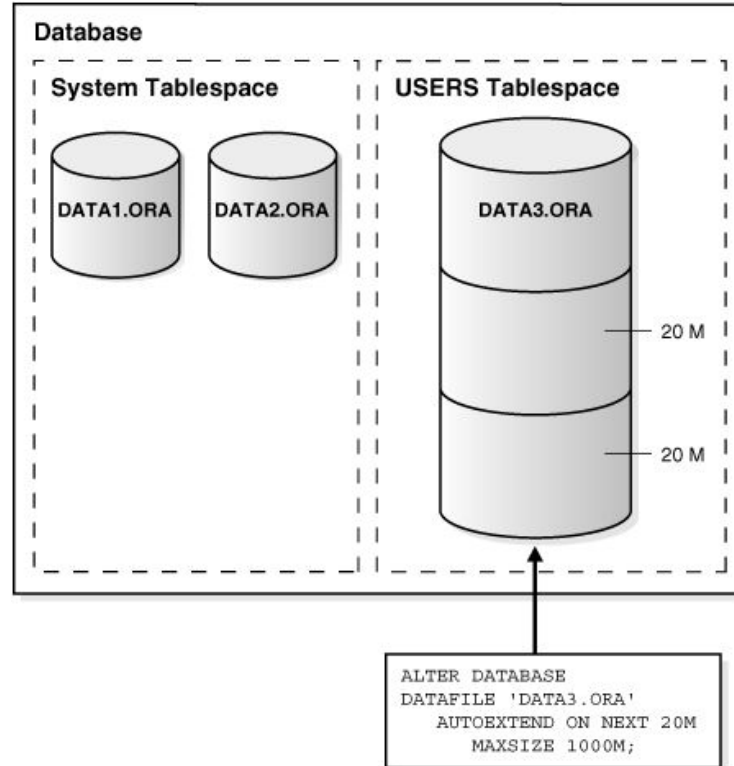 Database
System Tablespace
USERS Tablespace
DATA1.ORA
DATA2.ORA
DATA3.ORA
20 M
20 M
ALTER DATABASE
DATAFILE 'DATA3.ORA'
AUTOEXTEND ON NEXT 20M
MAXSIZE 1000M;